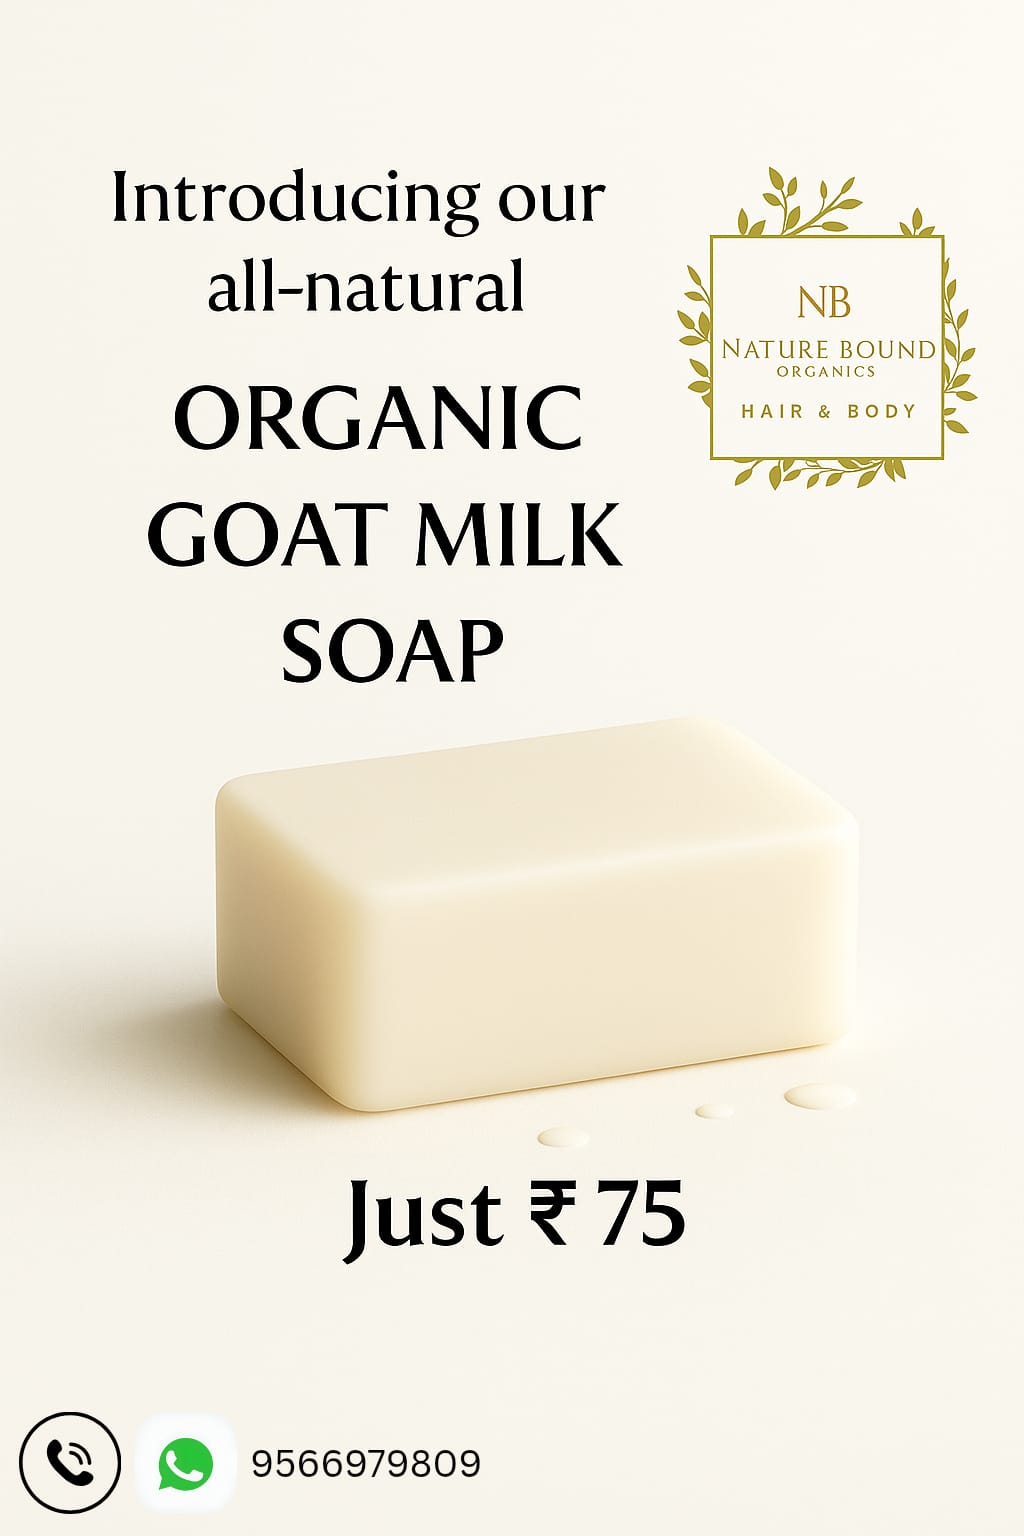 Introducing our
all-natural
ORGANIC
GOAT MILK
SOAP
NB
NATURE BOUND
ORGANICS
HAIR & BODY
Just ₹ 75
9566979809